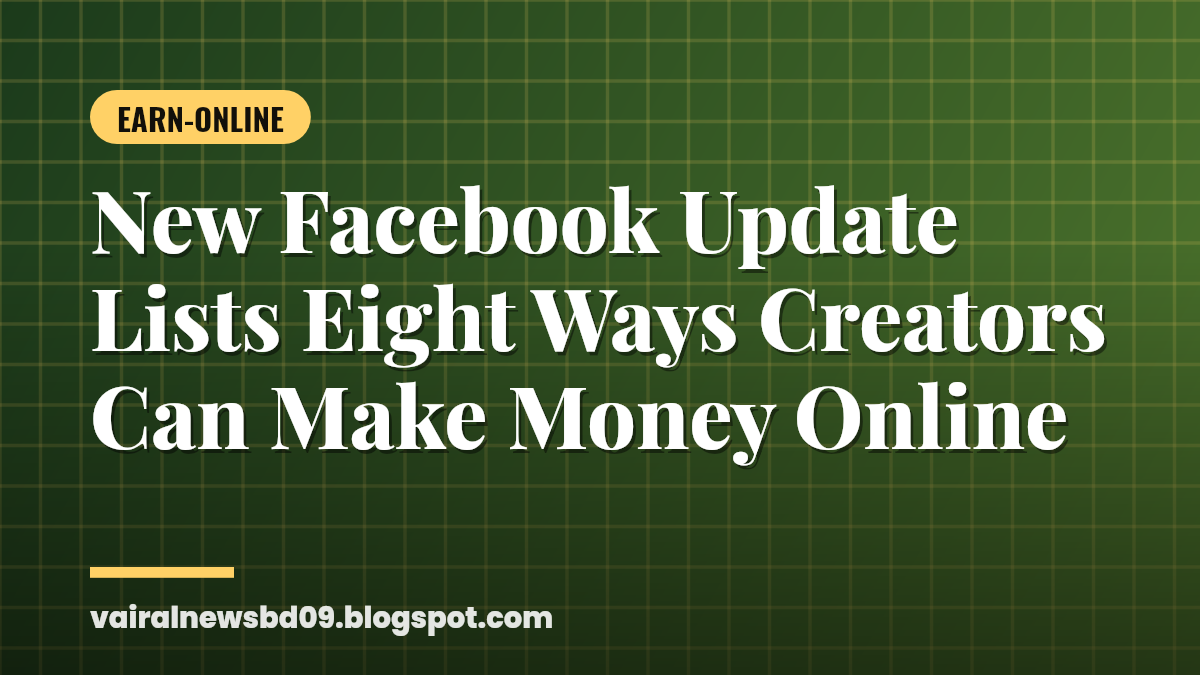 EARN-ONLINE
New Facebook Update
Lists Eight Ways Creators
Can Make Money Online
vairalnewsbd09.blogspot.com